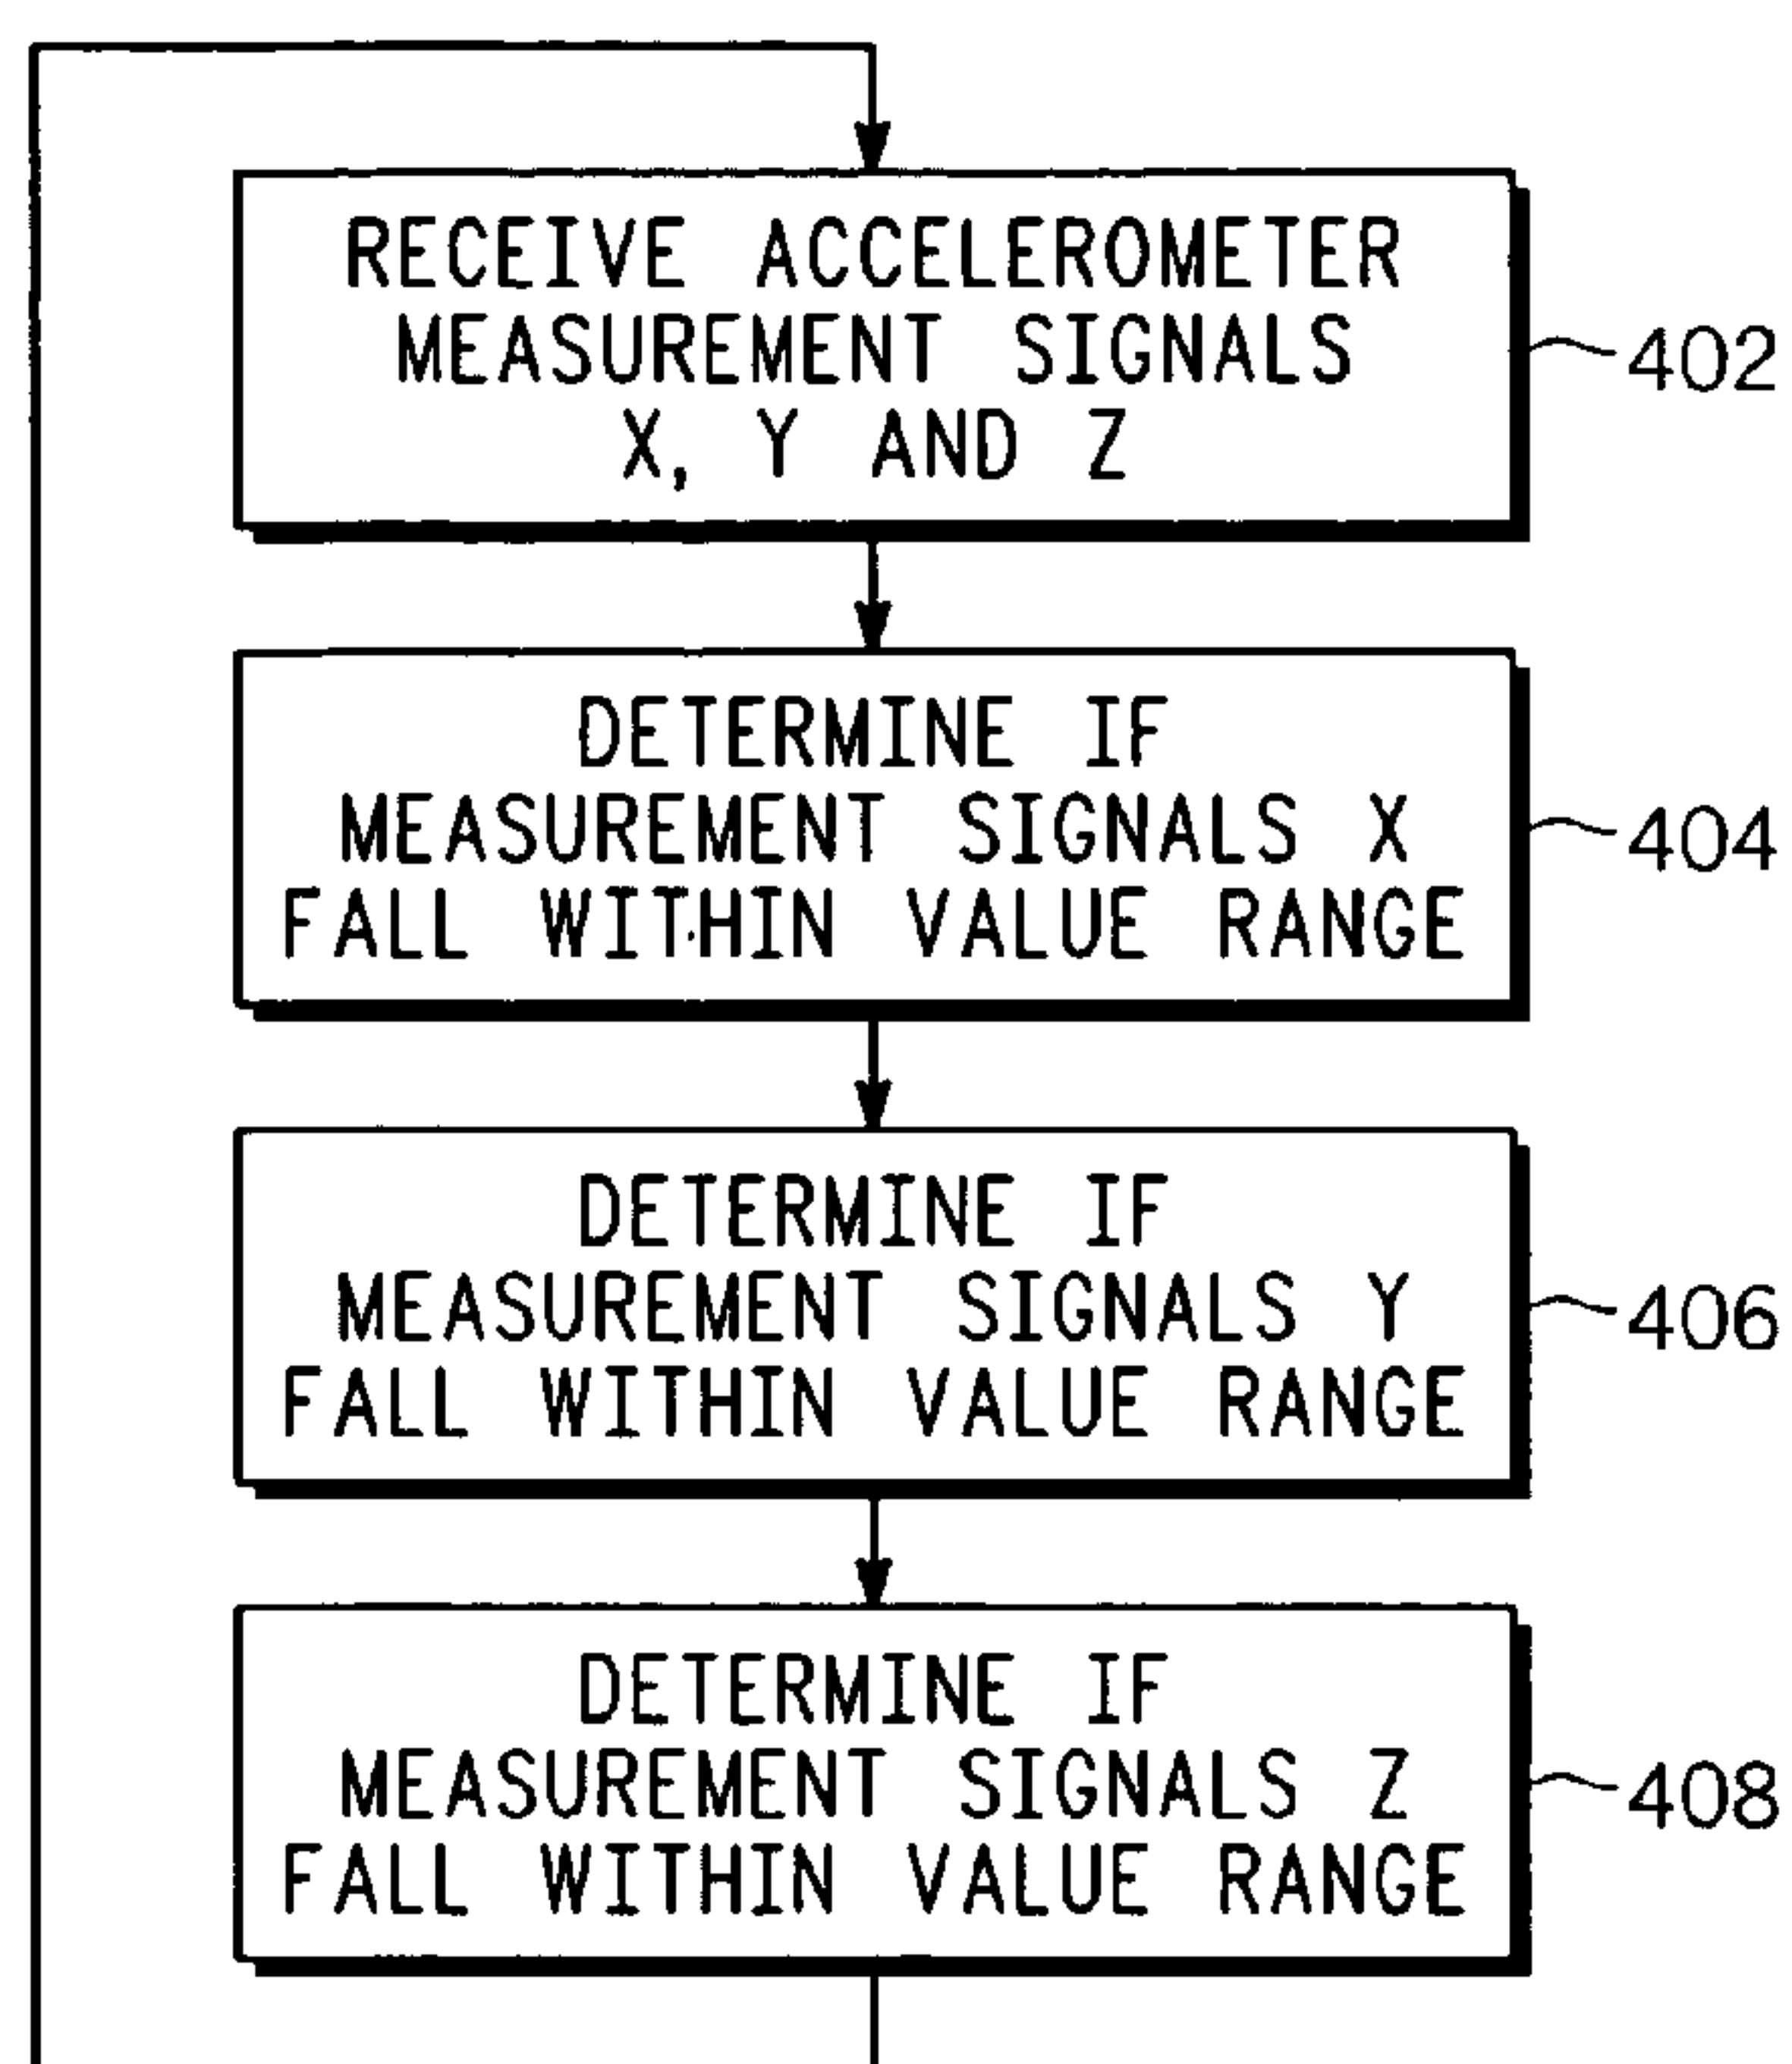 RECEIVE ACCELEROMETER
MEASUREMENT SIGNALS
X, Y AND Z
402
DETERMINE IF
MEASUREMENT SIGNALS X
FALL WITHIN VALUE RANGE
404
DETERMINE IF
MEASUREMENT SIGNALS Y
FALL WITHIN VALUE RANGE
406
DETERMINE IF
MEASUREMENT SIGNALS Z
FALL WITHIN VALUE RANGE
408